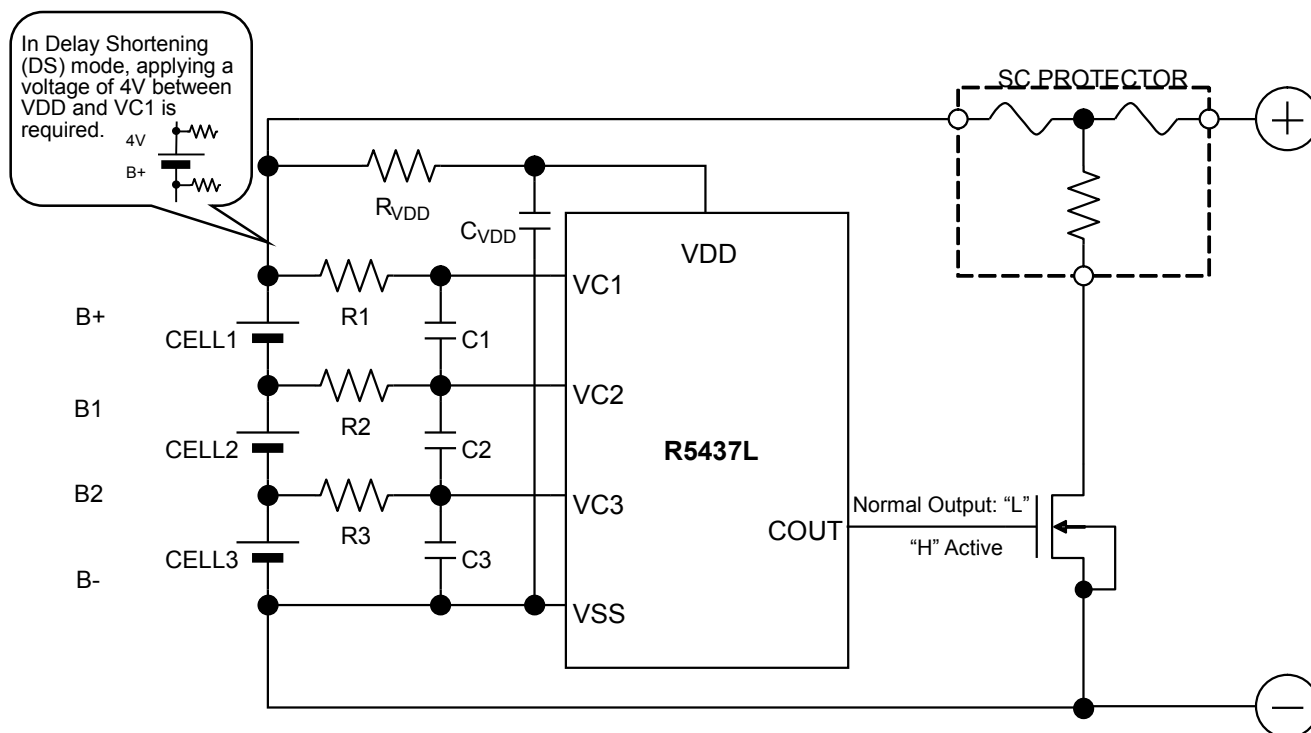 In Delay Shortening
(DS) mode, applying a
voltage of 4V between
VDD and VC1 is
required.
4V
B+
SC PROTECTOR
+
RVDD
CVDD
VDD
VC1
B+
R1
CELL1
C1
VC2
B1
R2
CELL2
C2
R5437L
B2
VC3
R3
Normal Output: “L”
COUT
“H” Active
CELL3
C3
B-
VSS
−